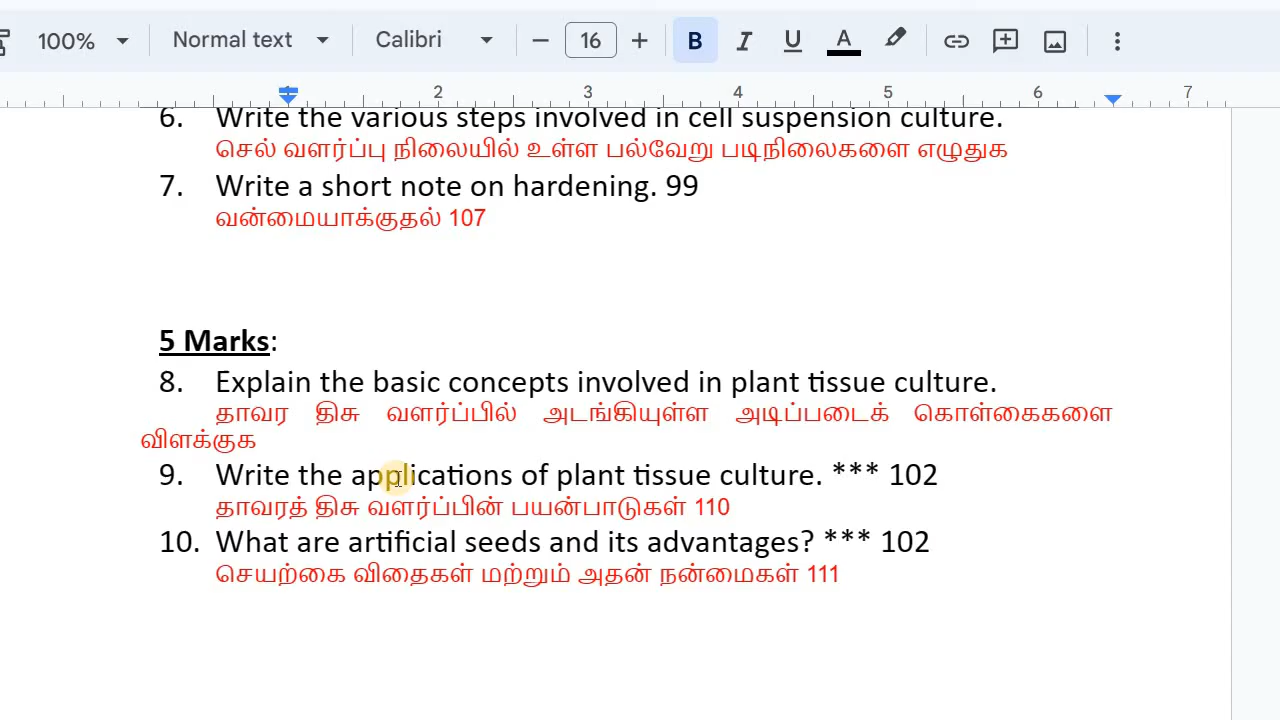 100% Normal text Calibri 16 B I U A
1 2 3 4 5 6 7
6. Write the various steps involved in cell suspension culture.
செல் வளர்ப்பு நிலையில் உள்ள பல்வேறு படிநிலைகளை எழுதுக
7. Write a short note on hardening. 99
வன்மையாக்குதல் 107
5 Marks:
8. Explain the basic concepts involved in plant tissue culture.
தாவர திசு வளர்ப்பில் அடங்கியுள்ள அடிப்படைக் கொள்கைகளை
விளக்குக
9. Write the applications of plant tissue culture. *** 102
தாவரத் திசு வளர்ப்பின் பயன்பாடுகள் 110
10. What are artificial seeds and its advantages? *** 102
செயற்கை விதைகள் மற்றும் அதன் நன்மைகள் 111